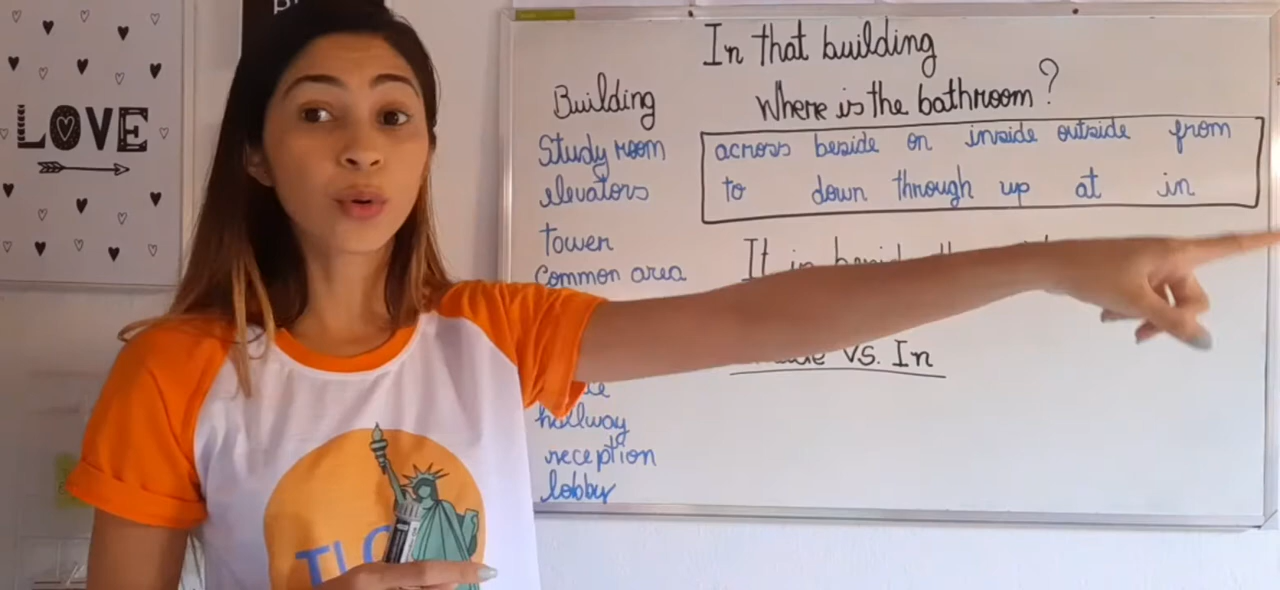 LOVE
In that building
Where is the bathroom?
across beside on inside outside from
to down through up at in
It is
VS. In
Building
Study room
elevators
tower
Common area
hallway
reception
lobby